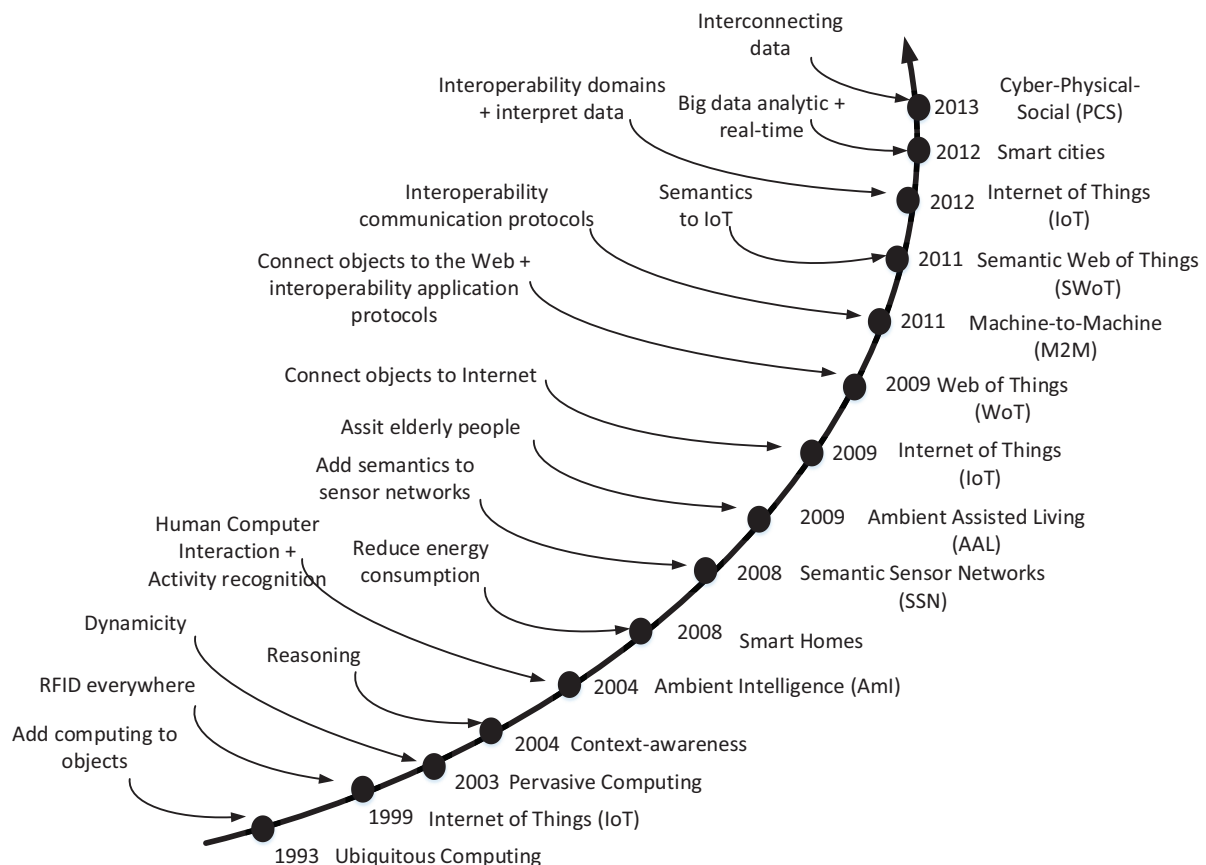 Interconnecting
data
Interoperability domains
+ interpret data
Big data analytic +
real-time
2013
Cyber-Physical-
Social (PCS)
2012 Smart cities
Interoperability
communication protocols
Semantics
to IoT
2012
Internet of Things
(IoT)
Connect objects to the Web +
interoperability application
protocols
2011 Semantic Web of Things
(SWoT)
2011 Machine-to-Machine
(M2M)
Connect objects to Internet
2009 Web of Things
(WoT)
Assit elderly people
2009 Internet of Things
(IoT)
Add semantics to
sensor networks
2009 Ambient Assisted Living
(AAL)
Human Computer
Interaction +
Activity recognition
Reduce energy
consumption
2008 Semantic Sensor Networks
(SSN)
Dynamicity
2008 Smart Homes
Reasoning
RFID everywhere
2004 Ambient Intelligence (AmI)
Add computing to
objects
2004 Context-awareness
2003 Pervasive Computing
1999 Internet of Things (IoT)
1993 Ubiquitous Computing